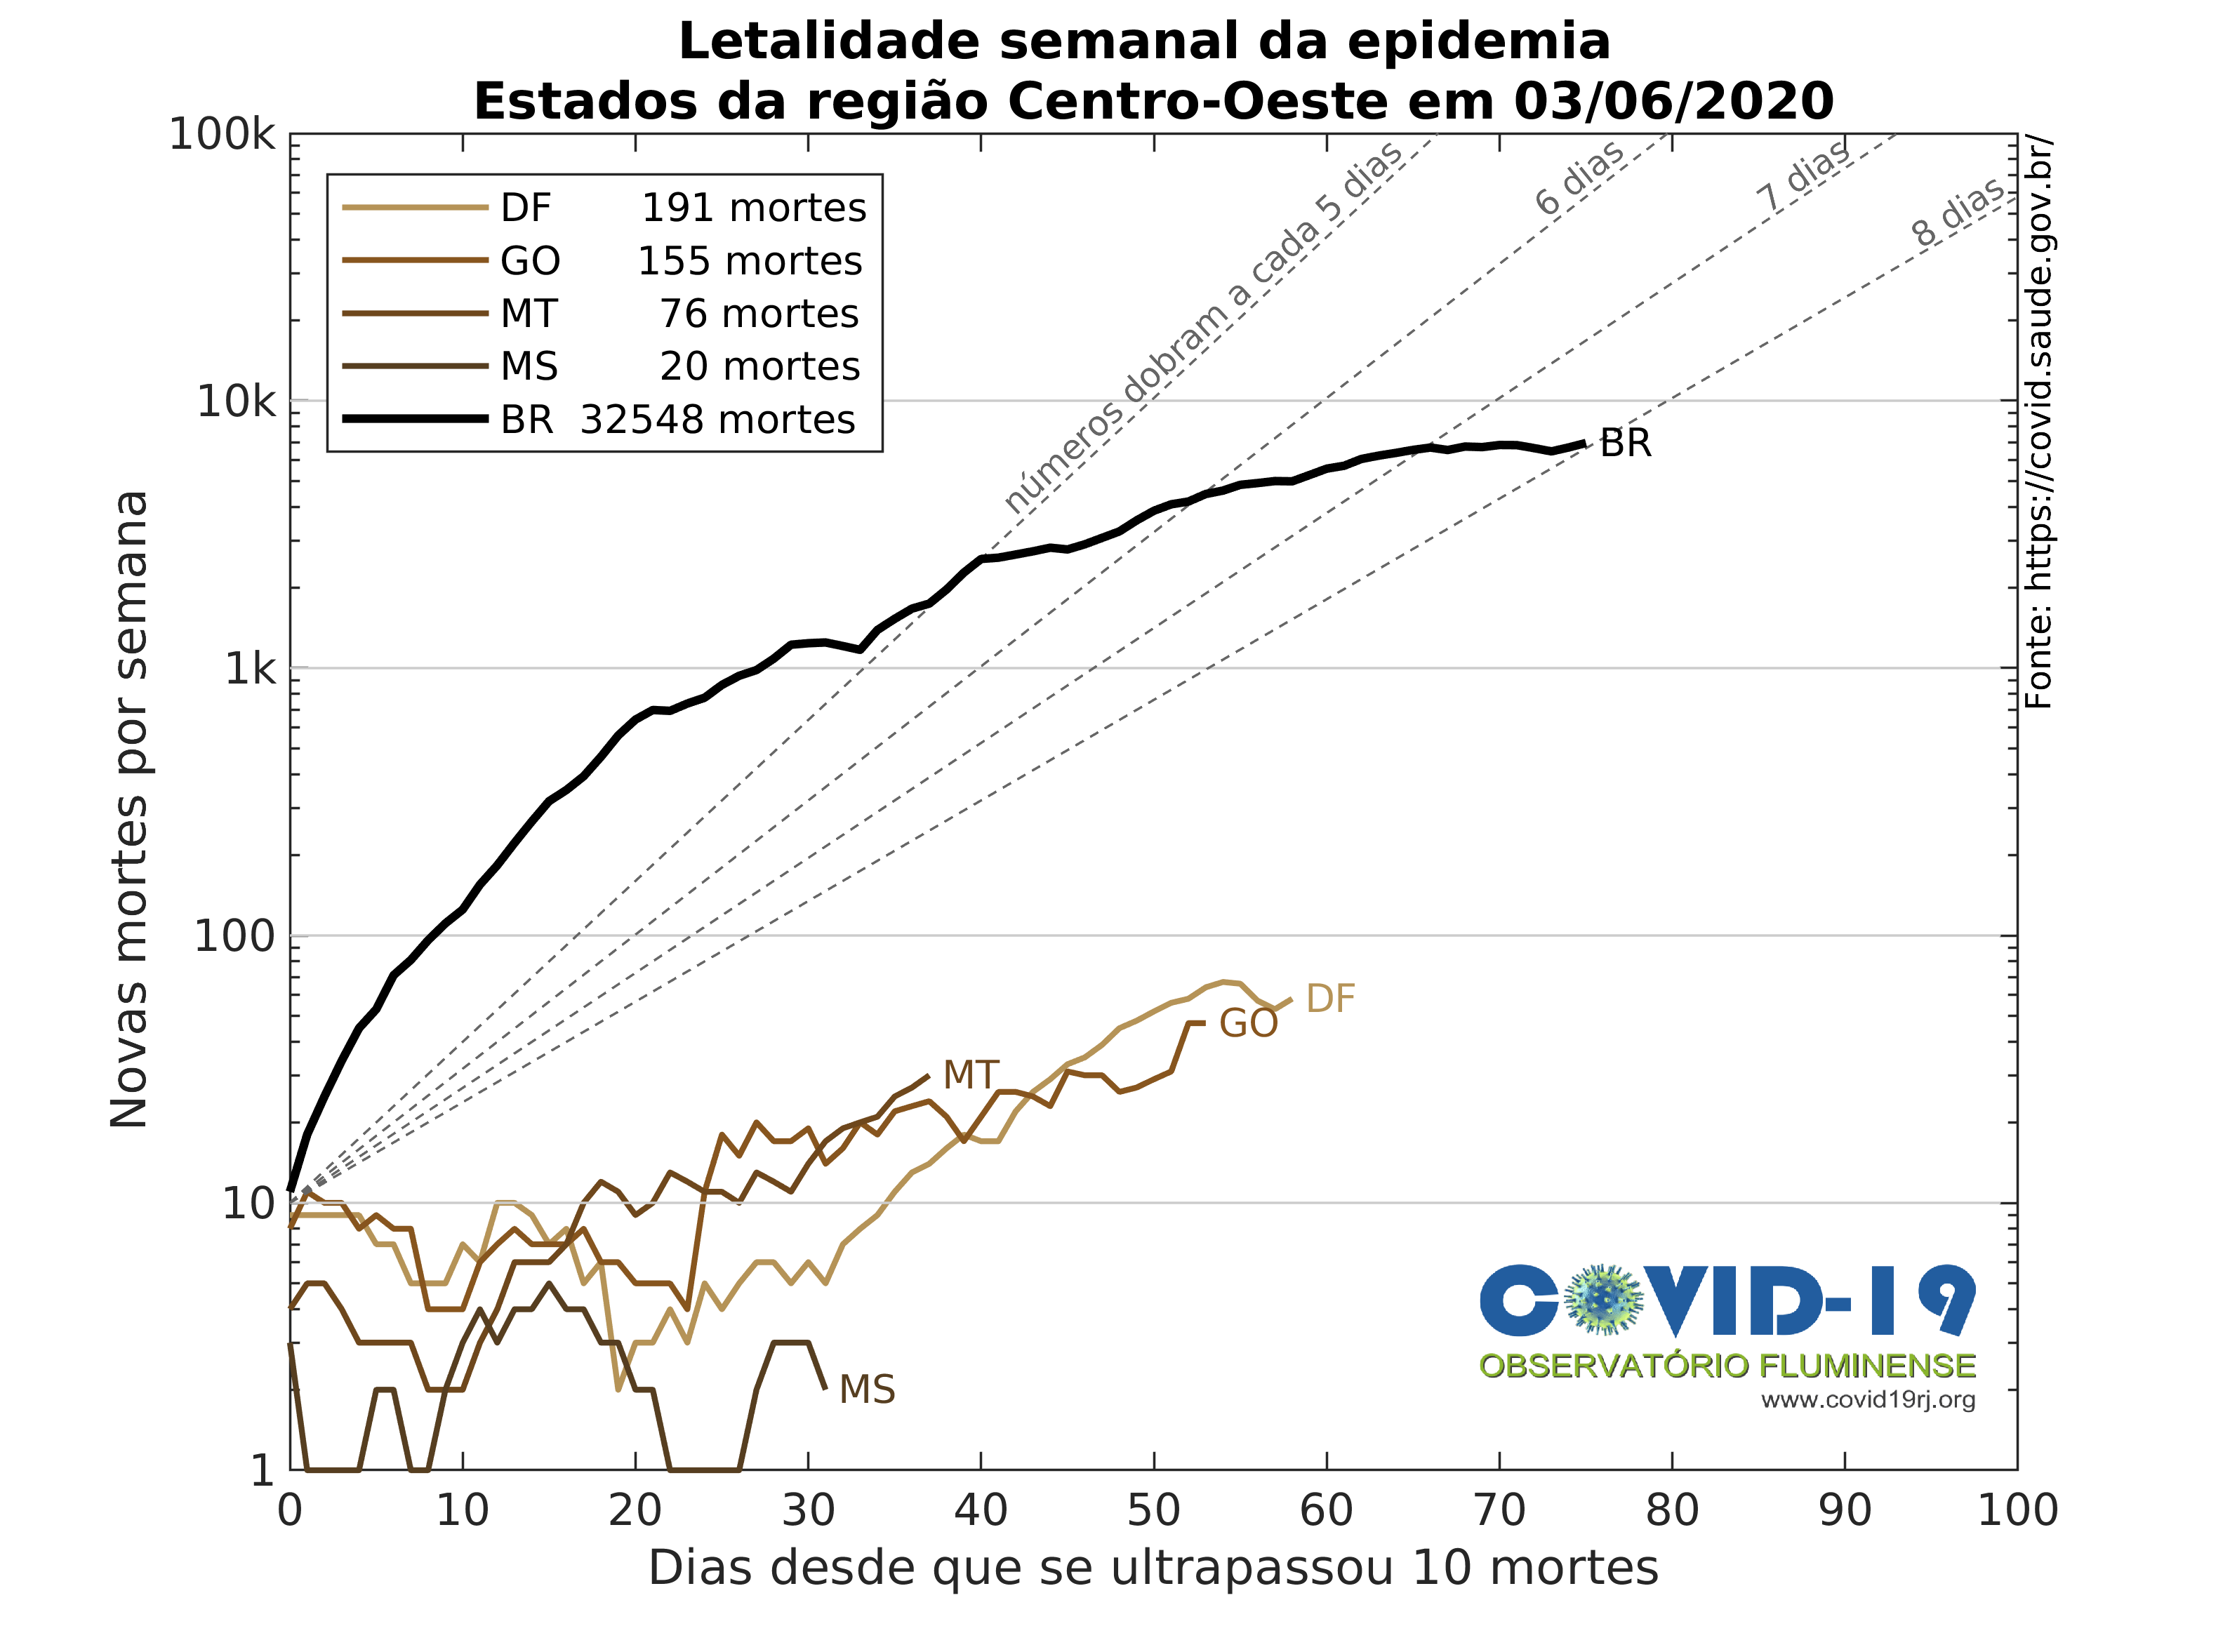 Letalidade semanal da epidemia
Estados da região Centro-Oeste em 03/06/2020
100k
10k
1k
100
10
1
Novas mortes por semana
DF 191 mortes
GO 155 mortes
MT 76 mortes
MS 20 mortes
BR 32548 mortes
números dobram a cada 5 dias
6 dias
7 dias
8 dias
BR
DF
GO
MT
MS
Fonte: https://covid.saude.gov.br/
COVID-19
OBSERVATÓRIO FLUMINENSE
www.covid19rj.org
0 10 20 30 40 50 60 70 80 90 100
Dias desde que se ultrapassou 10 mortes